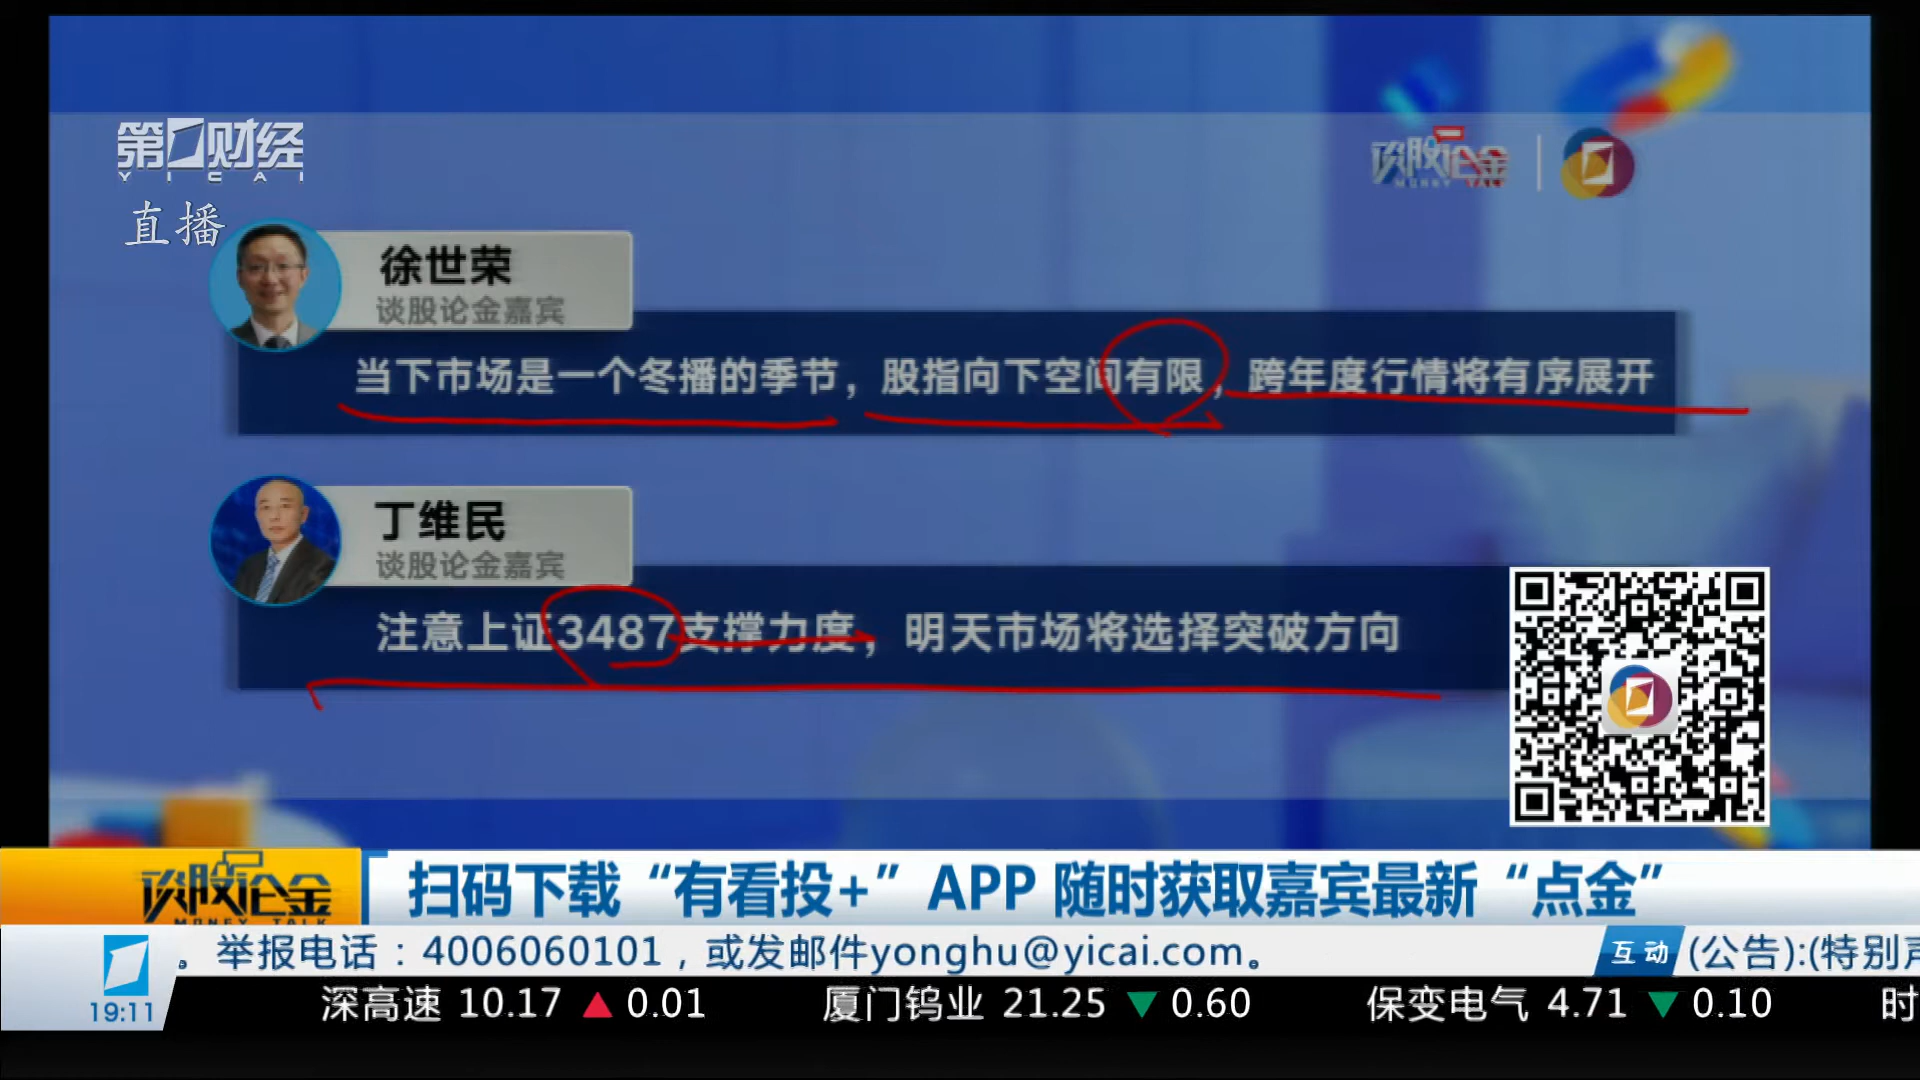 第一财经
YICAI
直播
谈股论金
MONEY TALK
徐世荣
谈股论金嘉宾
当下市场是一个冬播的季节，股指向下空间有限，跨年度行情将有序展开
丁维民
谈股论金嘉宾
注意上证3487支撑力度，明天市场将选择突破方向
谈股论金
MONEY TALK
扫码下载“有看投+”APP 随时获取嘉宾最新“点金”
。举报电话：4006060101，或发邮件yonghu@yicai.com。 互动 (公告):(特别声
19:11
深高速 10.17 ▲ 0.01 厦门钨业 21.25 ▼ 0.60 保变电气 4.71 ▼ 0.10 时